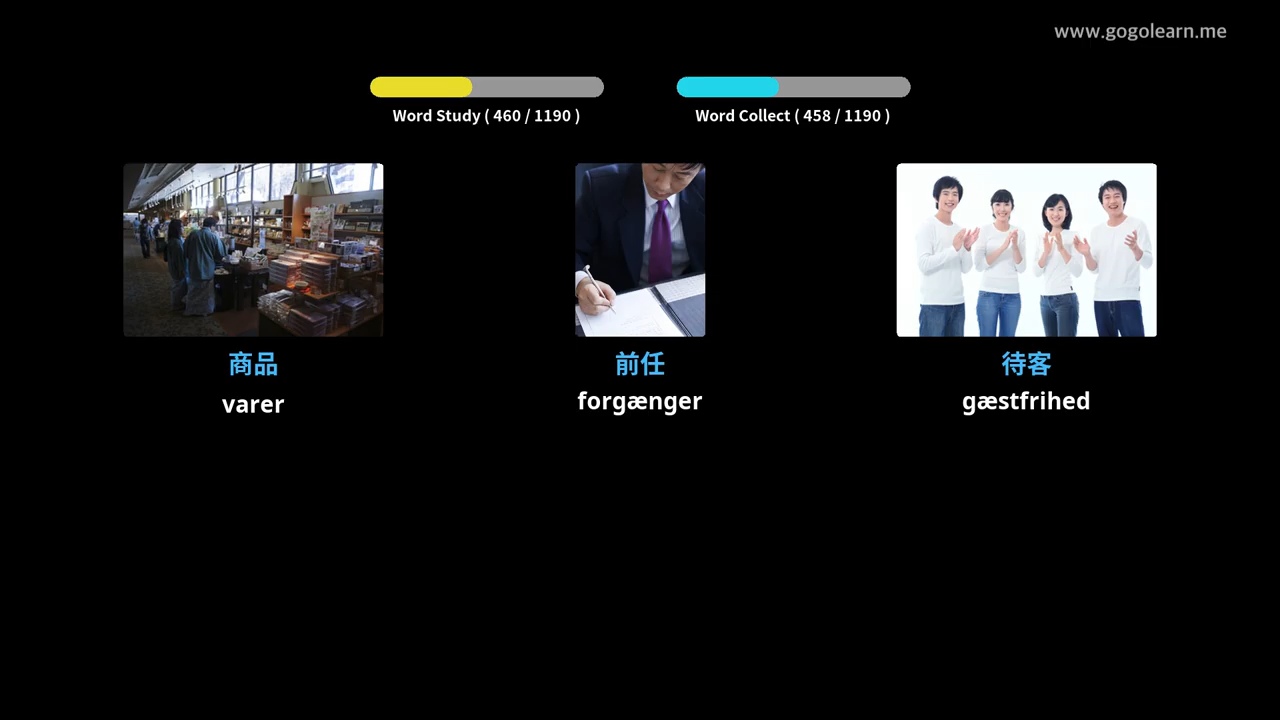 www.gogolearn.me
Word Study ( 460 / 1190 )
Word Collect ( 458 / 1190 )
商品
varer
前任
forgænger
待客
gæstfrihed